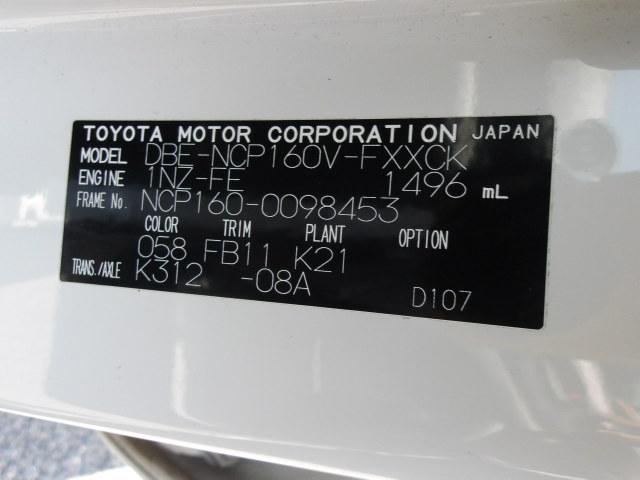 TOYOTA MOTOR CORPORATION JAPAN
MODEL DBE-NCP160V-FXXCK
ENGINE 1NZ-FE 1496 mL
FRAME No. NCP160-0098453
COLOR TRIM PLANT OPTION
058 FB11 K21
TRANS./AXLE K312 -08A
D107